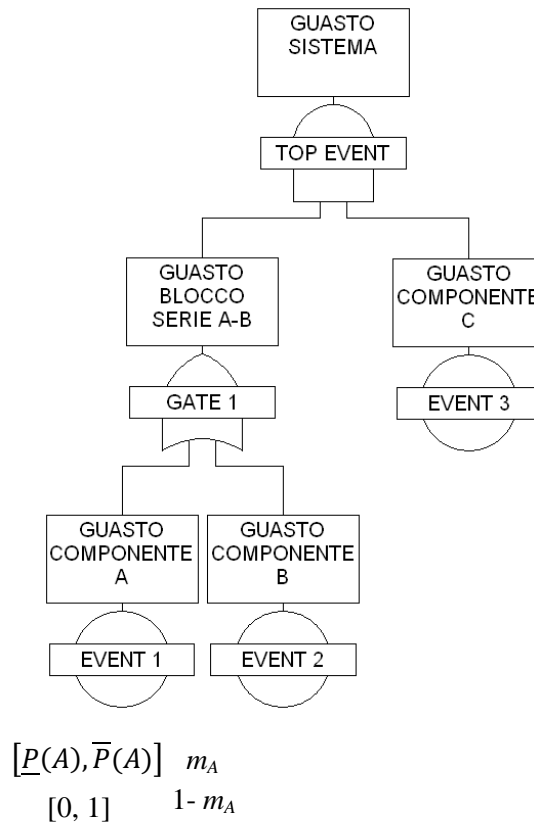 GUASTO
SISTEMA
TOP EVENT
GUASTO
BLOCCO
SERIE A-B
GUASTO
COMPONENTE
C
GATE 1
EVENT 3
GUASTO
COMPONENTE
A
GUASTO
COMPONENTE
B
EVENT 1
EVENT 2
[P̲(A), P̅(A)] m_A
[0, 1] 1- m_A